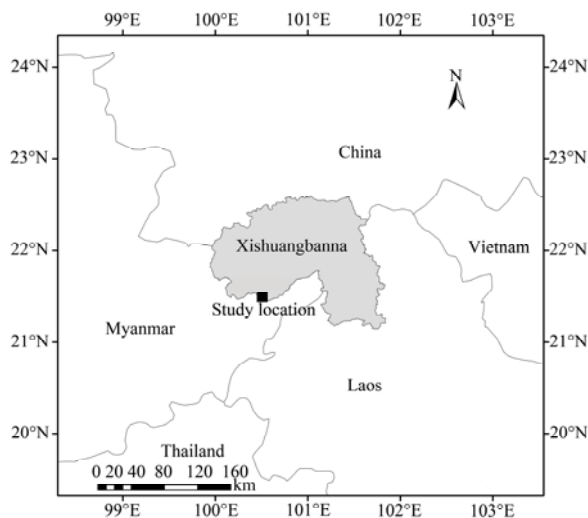 99°E 100°E 101°E 102°E 103°E
24°N 24°N
N
China
23°N 23°N
22°N Xishuangbanna Vietnam 22°N
Study location
21°N Myanmar 21°N
Laos
20°N 20°N
Thailand
0 20 40 80 120 160
km
99°E 100°E 101°E 102°E 103°E